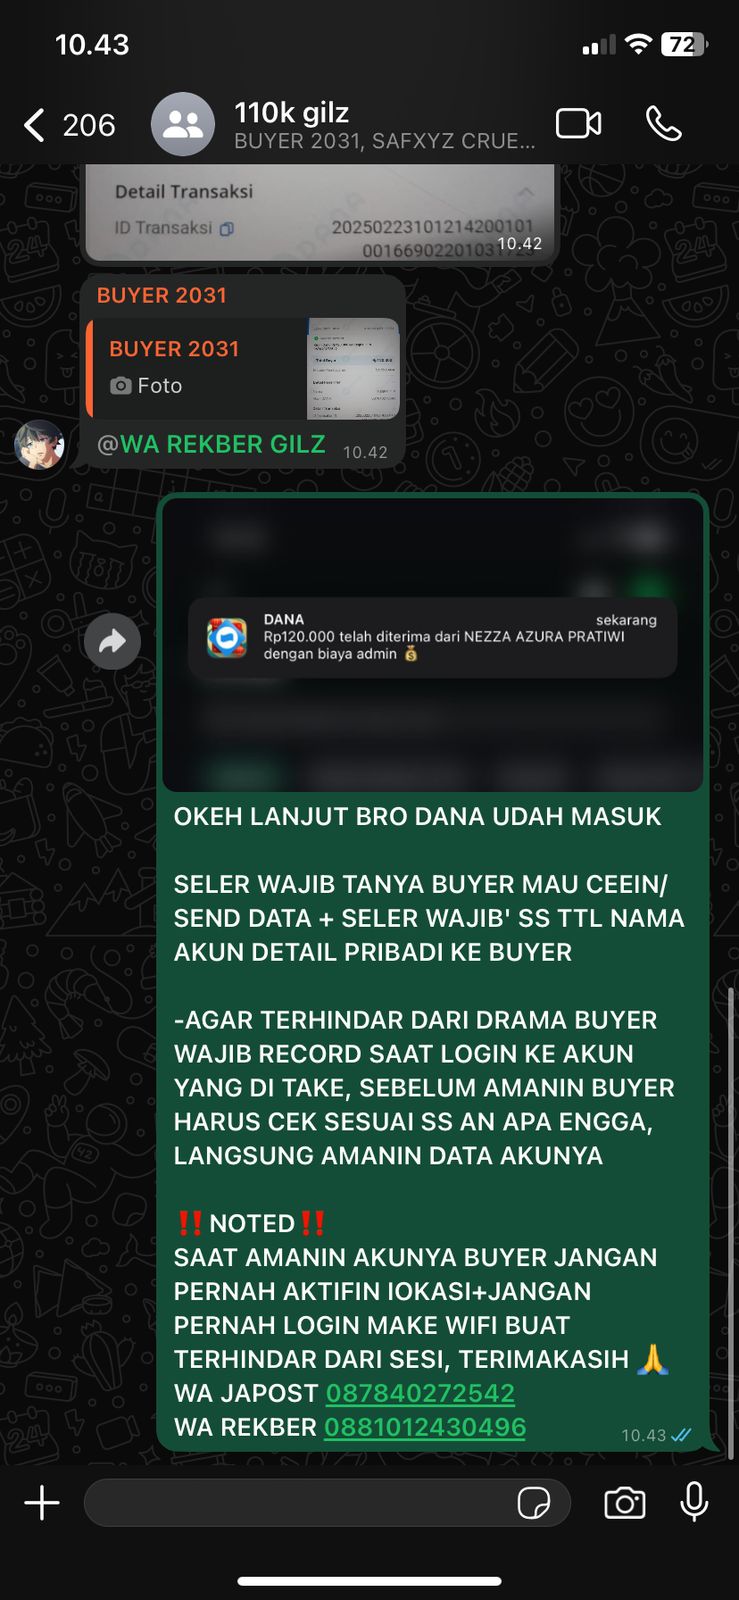 10.43
72
206
110k gilz
BUYER 2031, SAFXYZ CRUE...
Detail Transaksi
ID Transaksi
20250223101214200101
10.42
BUYER 2031
BUYER 2031
Foto
@WA REKBER GILZ
10.42
DANA
sekarang
Rp120.000 telah diterima dari NEZZA AZURA PRATIWI
dengan biaya admin 💰
OKEH LANJUT BRO DANA UDAH MASUK
SELER WAJIB TANYA BUYER MAU CEEIN/
SEND DATA + SELER WAJIB' SS TTL NAMA
AKUN DETAIL PRIBADI KE BUYER
-AGAR TERHINDAR DARI DRAMA BUYER
WAJIB RECORD SAAT LOGIN KE AKUN
YANG DI TAKE, SEBELUM AMANIN BUYER
HARUS CEK SESUAI SS AN APA ENGGA,
LANGSUNG AMANIN DATA AKUNYA
‼️NOTED‼️
SAAT AMANIN AKUNYA BUYER JANGAN
PERNAH AKTIFIN lOKASI+JANGAN
PERNAH LOGIN MAKE WIFI BUAT
TERHINDAR DARI SESI, TERIMAKASIH 🙏
WA JAPOST 087840272542
WA REKBER 0881012430496
10.43